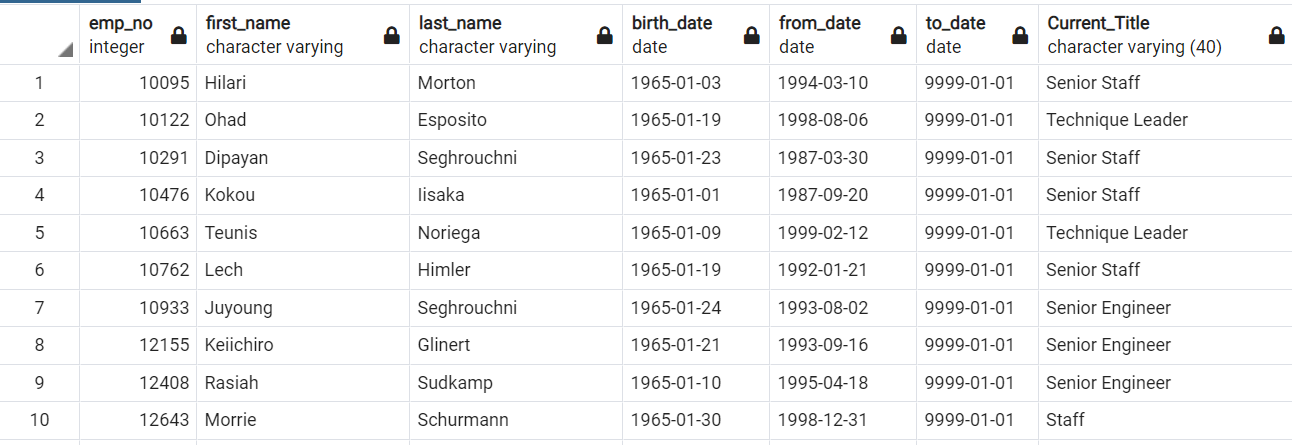 emp_no first_name last_name birth_date from_date to_date Current_Title
integer character varying character varying date date date character varying (40)
1 10095 Hilari Morton 1965-01-03 1994-03-10 9999-01-01 Senior Staff
2 10122 Ohad Esposito 1965-01-19 1998-08-06 9999-01-01 Technique Leader
3 10291 Dipayan Seghrouchni 1965-01-23 1987-03-30 9999-01-01 Senior Staff
4 10476 Kokou Iisaka 1965-01-01 1987-09-20 9999-01-01 Senior Staff
5 10663 Teunis Noriega 1965-01-09 1999-02-12 9999-01-01 Technique Leader
6 10762 Lech Himler 1965-01-19 1992-01-21 9999-01-01 Senior Staff
7 10933 Juyoung Seghrouchni 1965-01-24 1993-08-02 9999-01-01 Senior Engineer
8 12155 Keiichiro Glinert 1965-01-21 1993-09-16 9999-01-01 Senior Engineer
9 12408 Rasiah Sudkamp 1965-01-10 1995-04-18 9999-01-01 Senior Engineer
10 12643 Morrie Schurmann 1965-01-30 1998-12-31 9999-01-01 Staff